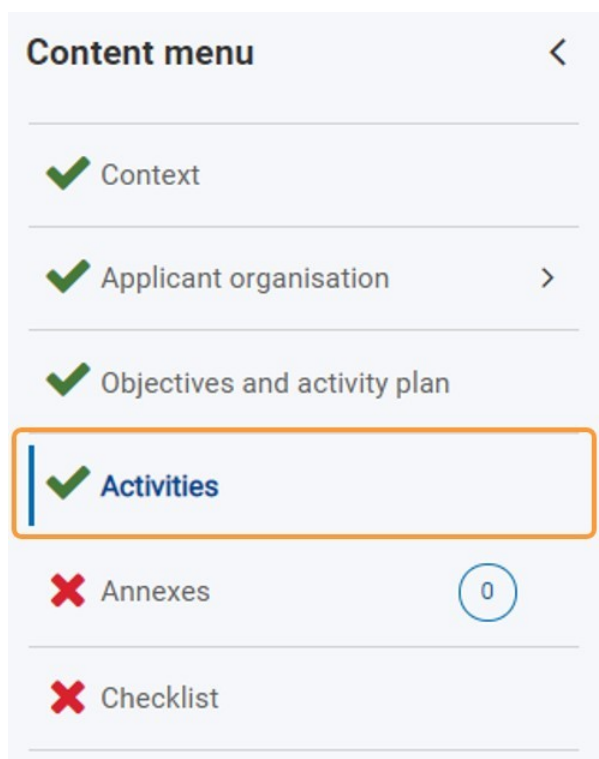 Content menu
Context
Applicant organisation
Objectives and activity plan
Activities
Annexes 0
Checklist